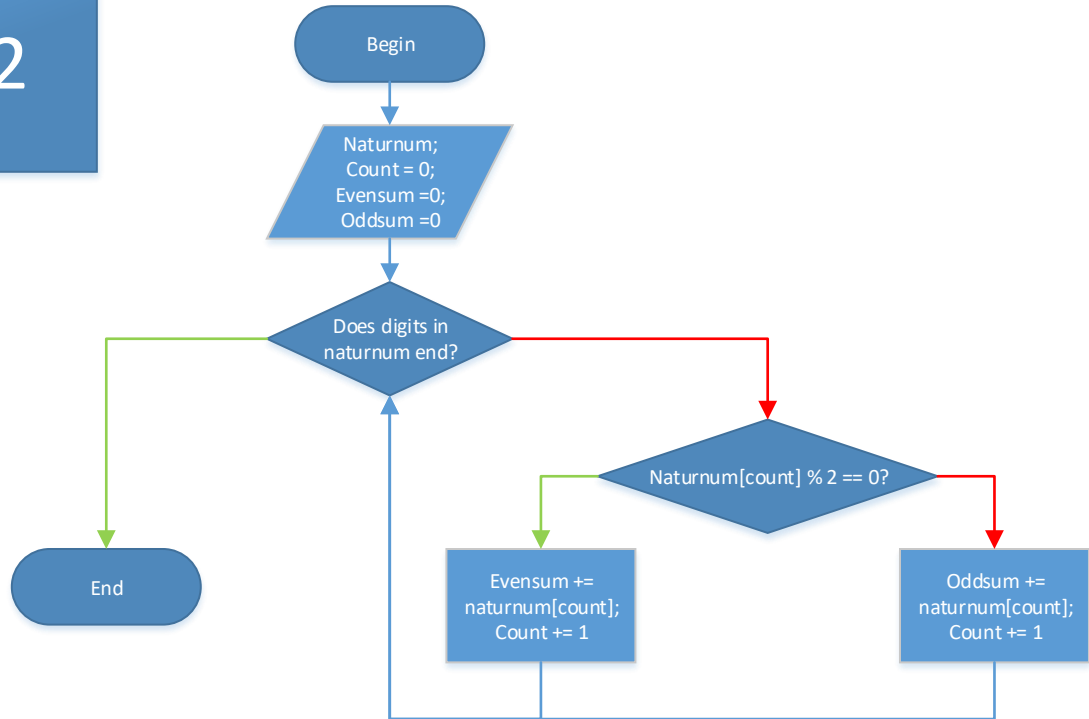 2
Begin
Naturnum;
Count = 0;
Evensum =0;
Oddsum =0
Does digits in
naturnum end?
Naturnum[count] % 2 == 0?
End
Evensum +=
naturnum[count];
Count += 1
Oddsum +=
naturnum[count];
Count += 1